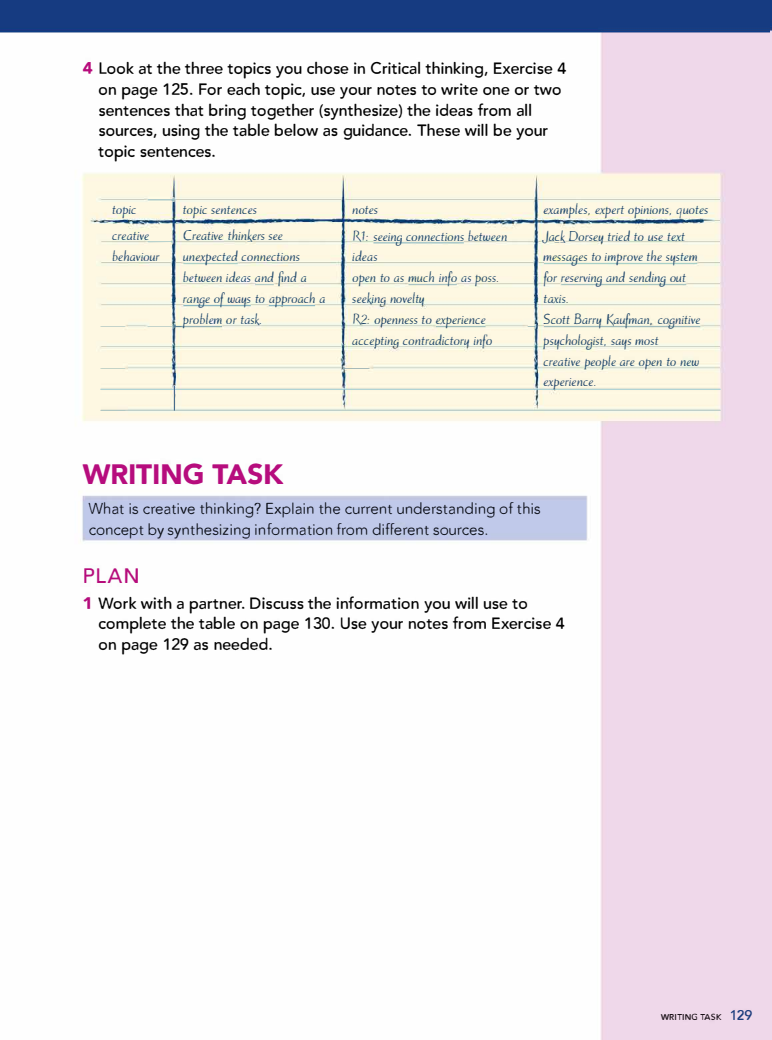 4 Look at the three topics you chose in Critical thinking, Exercise 4
on page 125. For each topic, use your notes to write one or two
sentences that bring together (synthesize) the ideas from all
sources, using the table below as guidance. These will be your
topic sentences.
topic topic sentences notes examples, expert opinions, quotes
creative Creative thinkers see R1: seeing connections between Jack Dorsey tried to use text
behaviour unexpected connections ideas messages to improve the system
between ideas and find a open to as much info as poss. for reserving and sending out
range of ways to approach a seeking novelty taxis.
problem or task. R2: openness to experience Scott Barry Kaufman, cognitive
accepting contradictory info psychologist, says most
creative people are open to new
experience.
WRITING TASK
What is creative thinking? Explain the current understanding of this
concept by synthesizing information from different sources.
PLAN
1 Work with a partner. Discuss the information you will use to
complete the table on page 130. Use your notes from Exercise 4
on page 129 as needed.
WRITING TASK 129